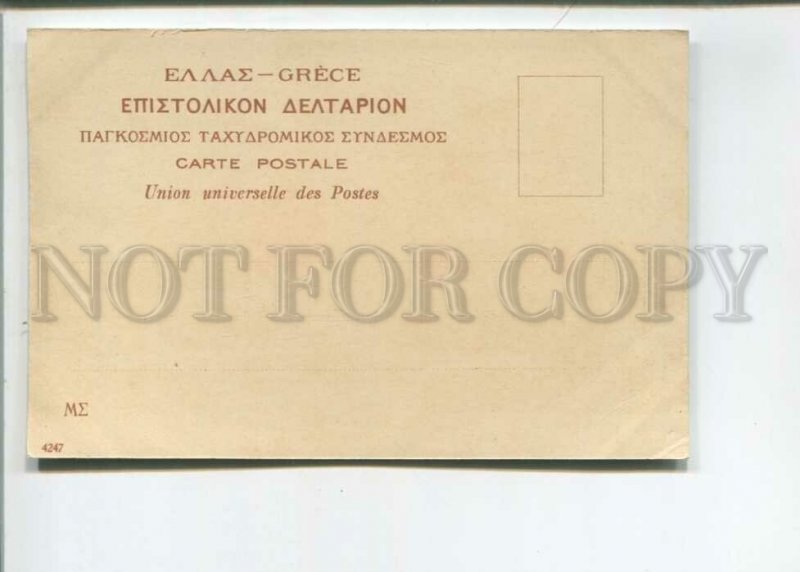 ΕΛΛΑΣ — GRÈCE
ΕΠΙΣΤΟΛΙΚΟΝ ΔΕΛΤΑΡΙΟΝ
ΠΑΓΚΟΣΜΙΟΣ ΤΑΧΥΔΡΟΜΙΚΟΣ ΣΥΝΔΕΣΜΟΣ
CARTE POSTALE
Union universelle des Postes
NOT FOR COPY
ΜΣ
4247